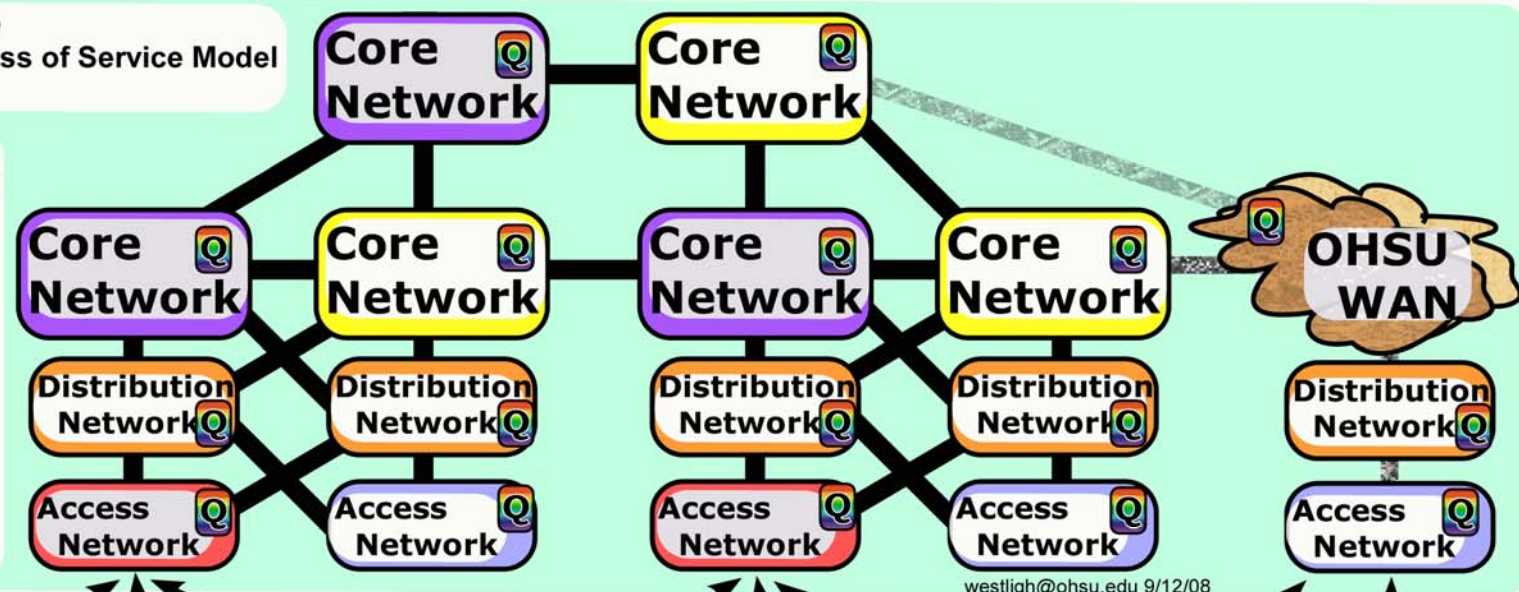 ss of Service Model
Core Q
Network
Core Q
Network
Core Q
Network
Core Q
Network
Core Q
Network
Core Q
Network
Q
OHSU
WAN
Distribution
Network Q
Distribution
Network Q
Distribution
Network Q
Distribution
Network Q
Distribution
Network Q
Access Q
Network
Access Q
Network
Access Q
Network
Access Q
Network
Access Q
Network
westligh@ohsu.edu 9/12/08